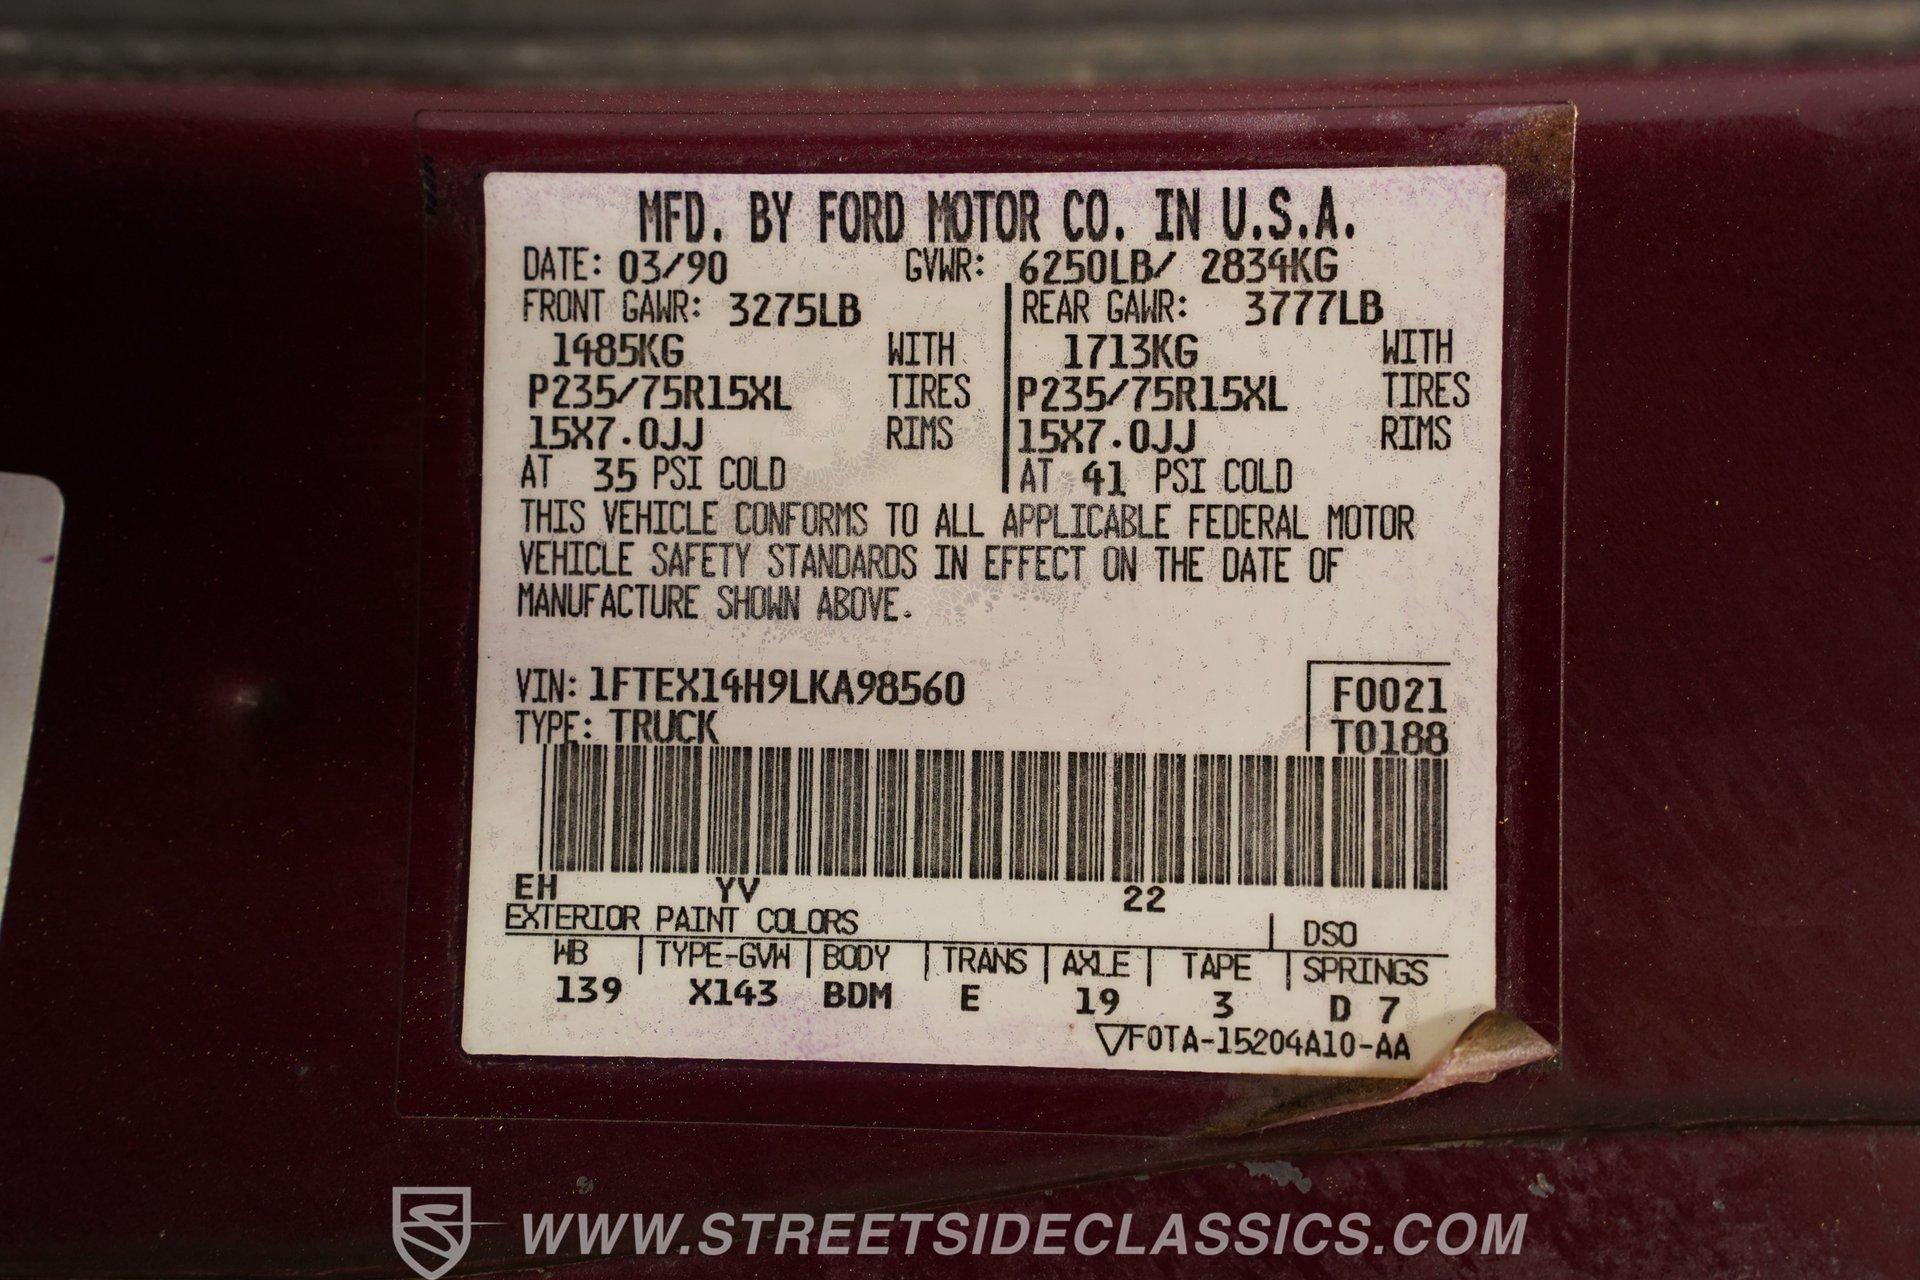 MFD. BY FORD MOTOR CO. IN U.S.A.
DATE: 03/90 GVWR: 6250LB/ 2834KG
FRONT GAWR: 3275LB REAR GAWR: 3777LB
1485KG WITH 1713KG WITH
P235/75R15XL TIRES P235/75R15XL TIRES
15X7.0JJ RIMS 15X7.0JJ RIMS
AT 35 PSI COLD AT 41 PSI COLD
THIS VEHICLE CONFORMS TO ALL APPLICABLE FEDERAL MOTOR
VEHICLE SAFETY STANDARDS IN EFFECT ON THE DATE OF
MANUFACTURE SHOWN ABOVE.
VIN: 1FTEX14H9LKA98560 F0021
TYPE: TRUCK T0188
EH YV 22
EXTERIOR PAINT COLORS DSO
WB TYPE-GVW BODY TRANS AXLE TAPE SPRINGS
139 X143 BDM E 19 3 D 7
▽F0TA-15204A10-AA
WWW.STREETSIDECLASSICS.COM